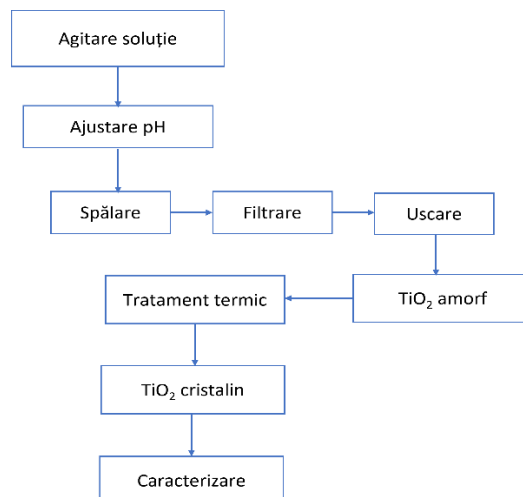 Agitare soluție
Ajustare pH
Spălare
Filtrare
Uscare
TiO₂ amorf
Tratament termic
TiO₂ cristalin
Caracterizare